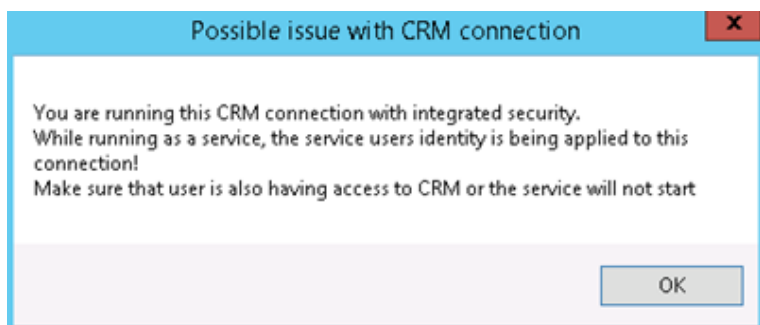 Possible issue with CRM connection
x
You are running this CRM connection with integrated security.
While running as a service, the service users identity is being applied to this
connection!
Make sure that user is also having access to CRM or the service will not start
OK